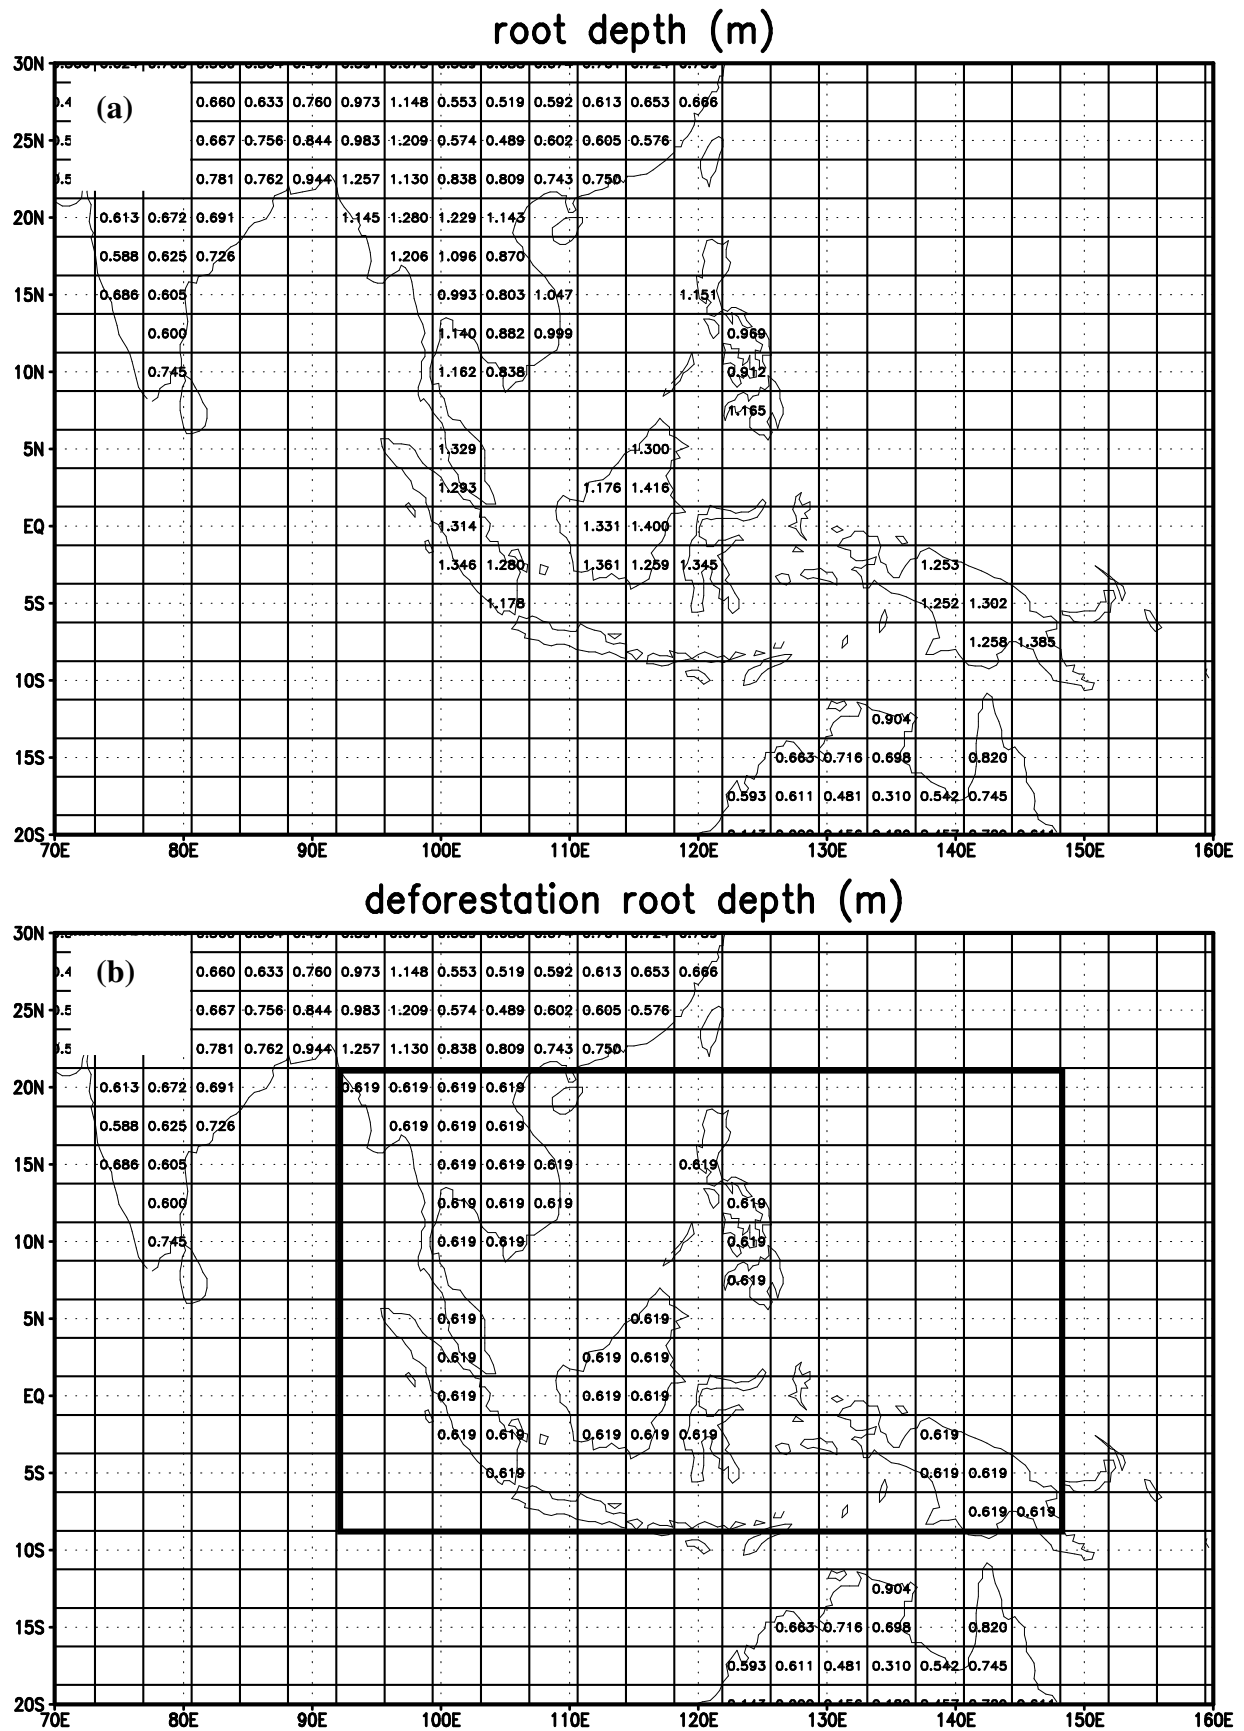 root depth (m)
30N
(a) 0.660 0.633 0.760 0.973 1.148 0.553 0.519 0.592 0.613 0.653 0.666
25N 0.667 0.756 0.844 0.983 1.209 0.574 0.489 0.602 0.605 0.576
0.781 0.762 0.944 1.257 1.130 0.838 0.809 0.743 0.750
20N 0.613 0.672 0.691 1.145 1.280 1.229 1.143
0.588 0.625 0.726 1.206 1.096 0.870
15N 0.686 0.605 0.993 0.803 1.047 1.151
0.600 1.140 0.882 0.999 0.969
10N 0.745 1.162 0.838 0.912
1.165
5N 1.329 1.300
1.293 1.176 1.416
EQ 1.314 1.331 1.400
1.346 1.280 1.361 1.259 1.345 1.253
5S 1.178 1.252 1.302
1.258 1.385
10S
0.904
15S 0.663 0.716 0.698 0.820
0.593 0.611 0.481 0.310 0.542 0.745
20S
70E 80E 90E 100E 110E 120E 130E 140E 150E 160E
deforestation root depth (m)
30N
(b) 0.660 0.633 0.760 0.973 1.148 0.553 0.519 0.592 0.613 0.653 0.666
25N 0.667 0.756 0.844 0.983 1.209 0.574 0.489 0.602 0.605 0.576
0.781 0.762 0.944 1.257 1.130 0.838 0.809 0.743 0.750
20N 0.613 0.672 0.691 0.619 0.619 0.619 0.619
0.588 0.625 0.726 0.619 0.619 0.619
15N 0.686 0.605 0.619 0.619 0.619 0.619
0.600 0.619 0.619 0.619 0.619
10N 0.745 0.619 0.619 0.619
0.619
5N 0.619 0.619
0.619 0.619 0.619
EQ 0.619 0.619 0.619
0.619 0.619 0.619 0.619 0.619 0.619
5S 0.619 0.619 0.619
0.619 0.619
10S
0.904
15S 0.663 0.716 0.698 0.820
0.593 0.611 0.481 0.310 0.542 0.745
20S
70E 80E 90E 100E 110E 120E 130E 140E 150E 160E